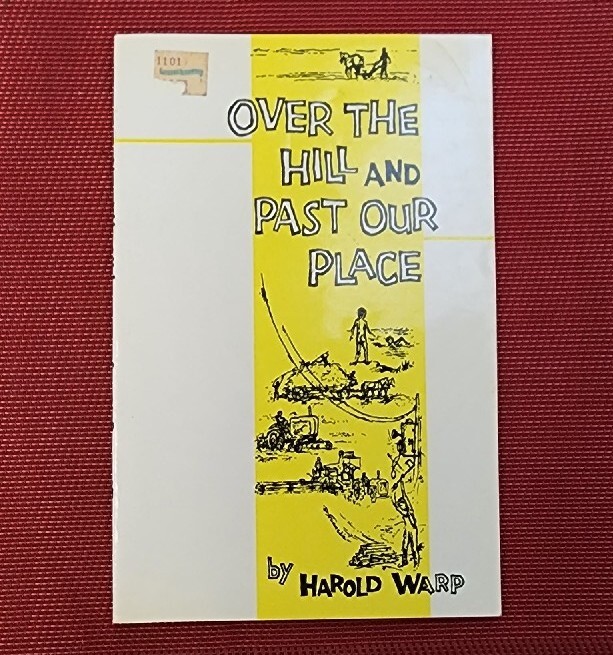 1101
OVER THE
HILL AND
PAST OUR
PLACE
by HAROLD WARP